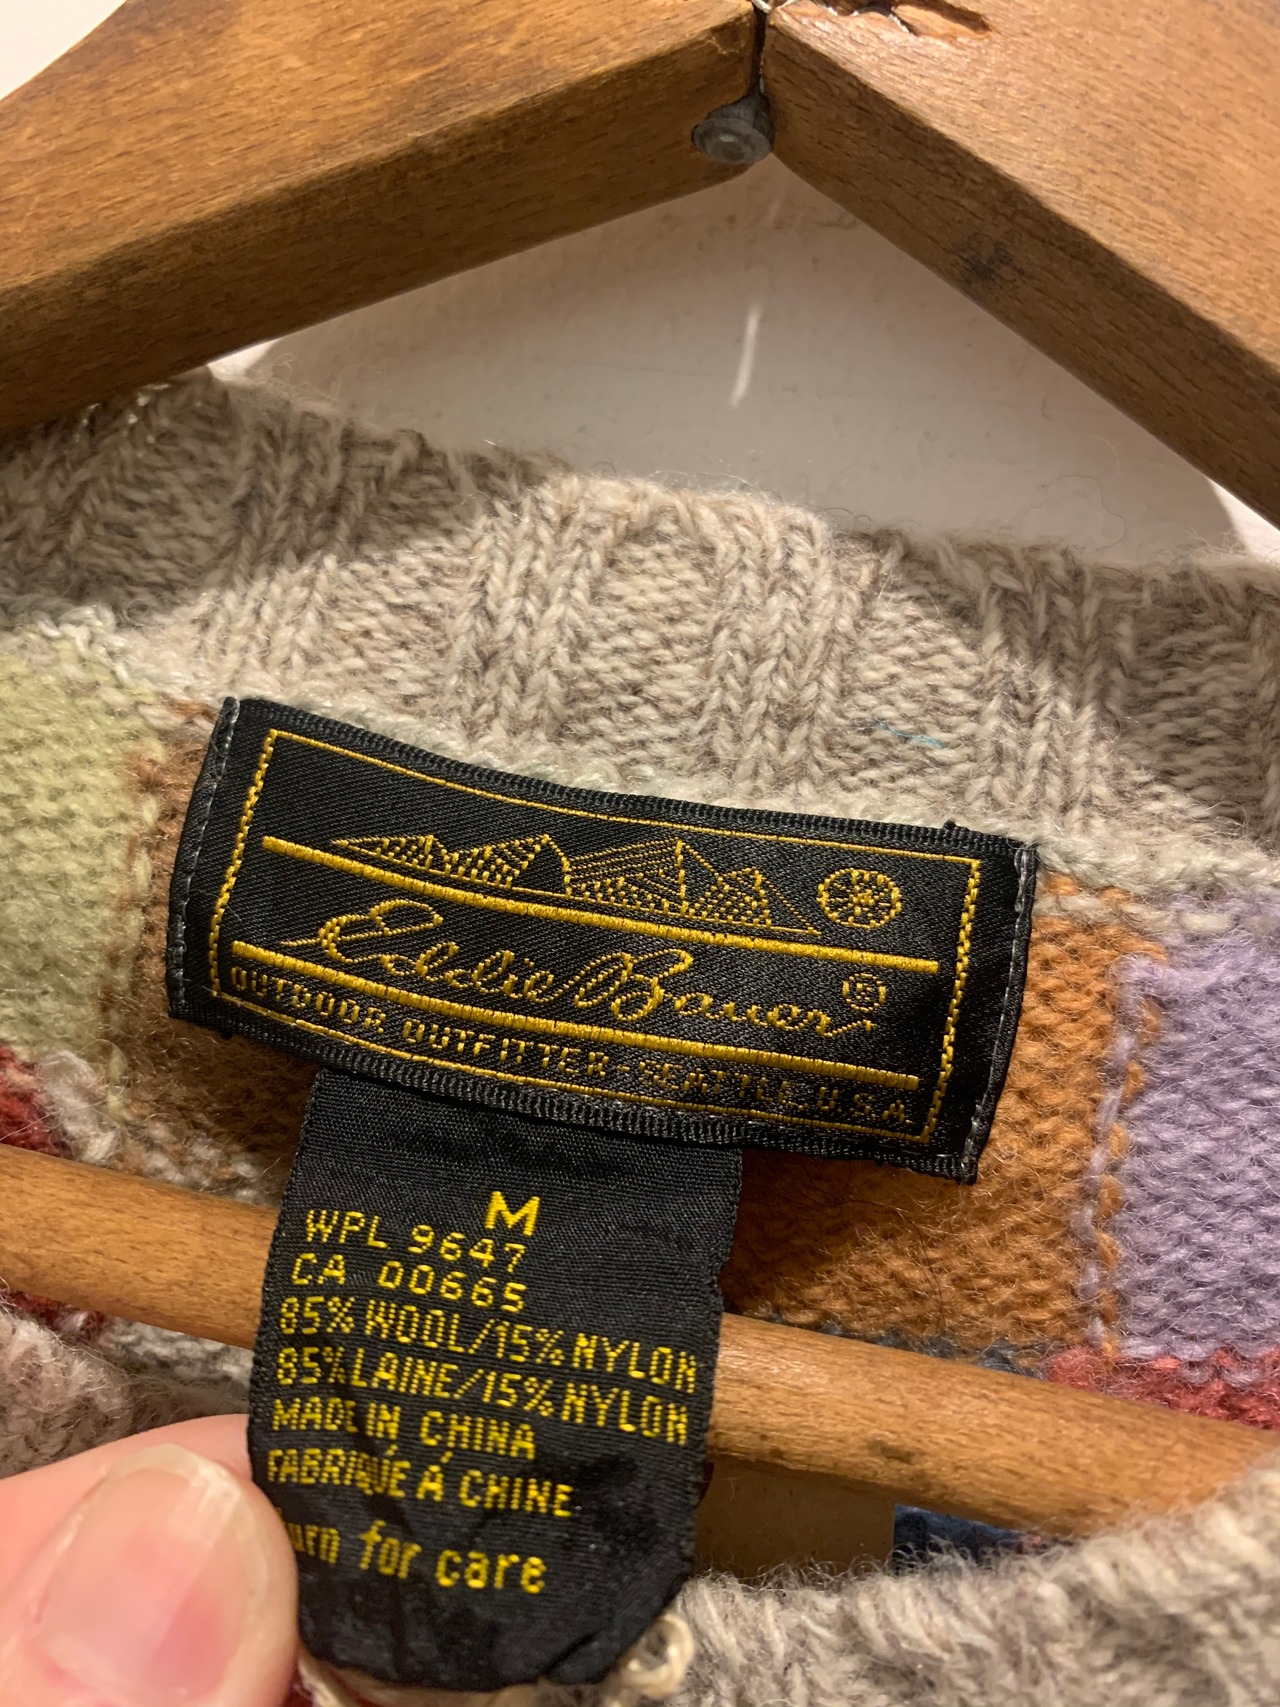 Eddie Bauer®
OUTDOOR OUTFITTER-SEATTLE, U.S.A
M
WPL 9647
CA 00665
85% WOOL/15% NYLON
85% LAINE/15% NYLON
MADE IN CHINA
FABRIQUÉ Á CHINE
urn for care